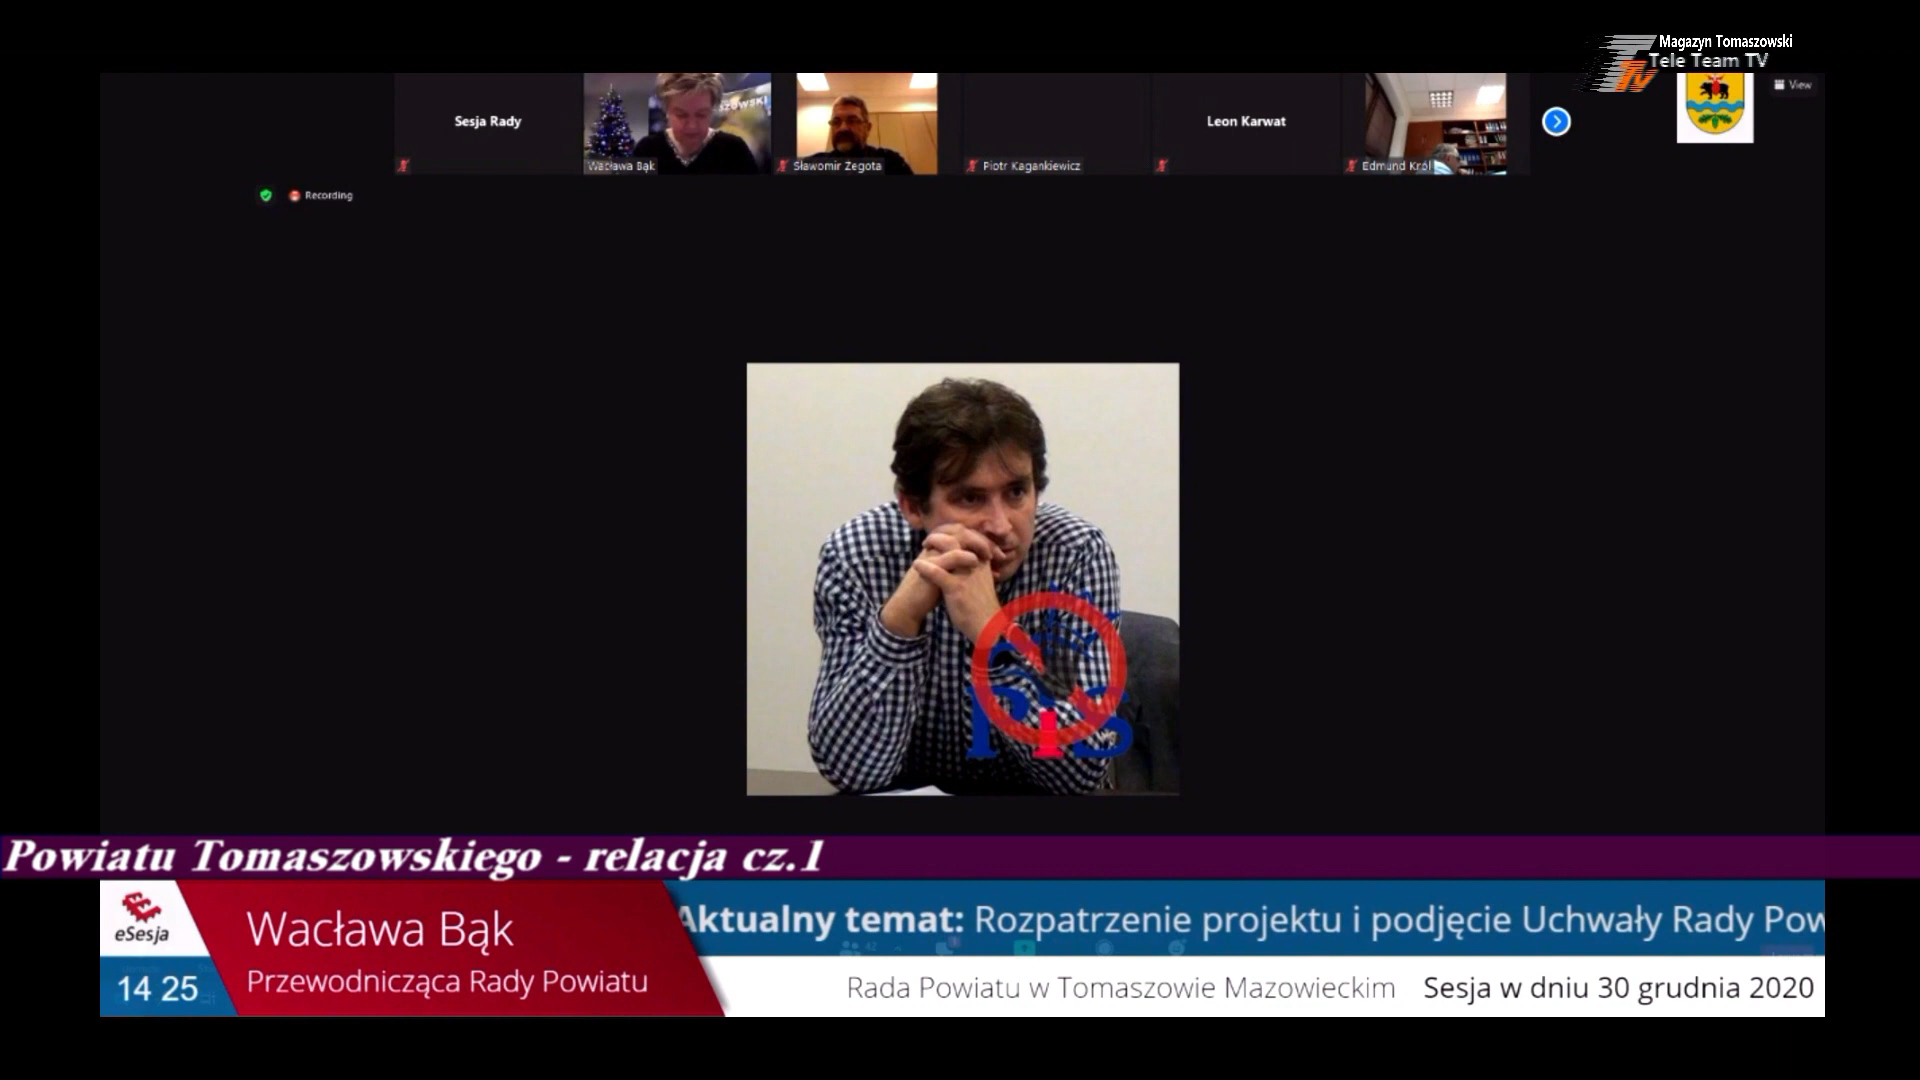 Magazyn Tomaszowski
Tele Team TV
View
Sesja Rady
Leon Karwat
Wacława Bąk
Sławomir Żegota
Piotr Kagankiewicz
Edmund Król
Recording
PiS
Powiatu Tomaszowskiego - relacja cz.1
eSesja
Wacława Bąk
Przewodnicząca Rady Powiatu
Aktualny temat: Rozpatrzenie projektu i podjęcie Uchwały Rady Pow
14 25
Rada Powiatu w Tomaszowie Mazowieckim Sesja w dniu 30 grudnia 2020